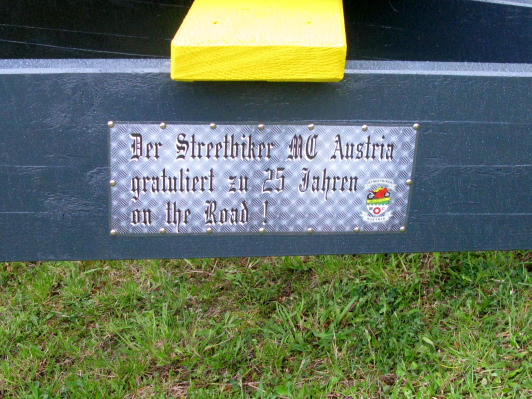 Der Streetbiker MC Austria
gratuliert zu 25 Jahren
on the Road !